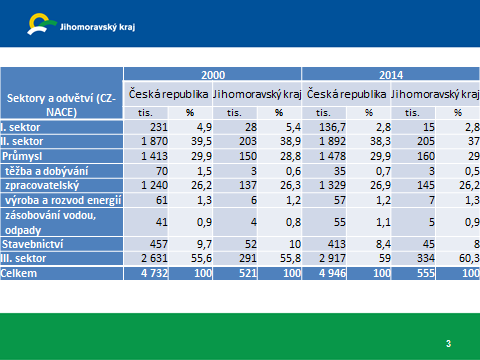 Jihomoravský kraj
Sektory a odvětví (CZ-NACE) 2000 2014
Česká republika Jihomoravský kraj Česká republika Jihomoravský kraj
tis. % tis. % tis. % tis. %
I. sektor 231 4,9 28 5,4 136,7 2,8 15 2,8
II. sektor 1 870 39,5 203 38,9 1 892 38,3 205 37
Průmysl 1 413 29,9 150 28,8 1 478 29,9 160 29
těžba a dobývání 70 1,5 3 0,6 35 0,7 3 0,5
zpracovatelský 1 240 26,2 137 26,3 1 329 26,9 145 26,2
výroba a rozvod energií 61 1,3 6 1,2 57 1,2 7 1,3
zásobování vodou, odpady 41 0,9 4 0,8 55 1,1 5 0,9
Stavebnictví 457 9,7 52 10 413 8,4 45 8
III. sektor 2 631 55,6 291 55,8 2 917 59 334 60,3
Celkem 4 732 100 521 100 4 946 100 555 100
3